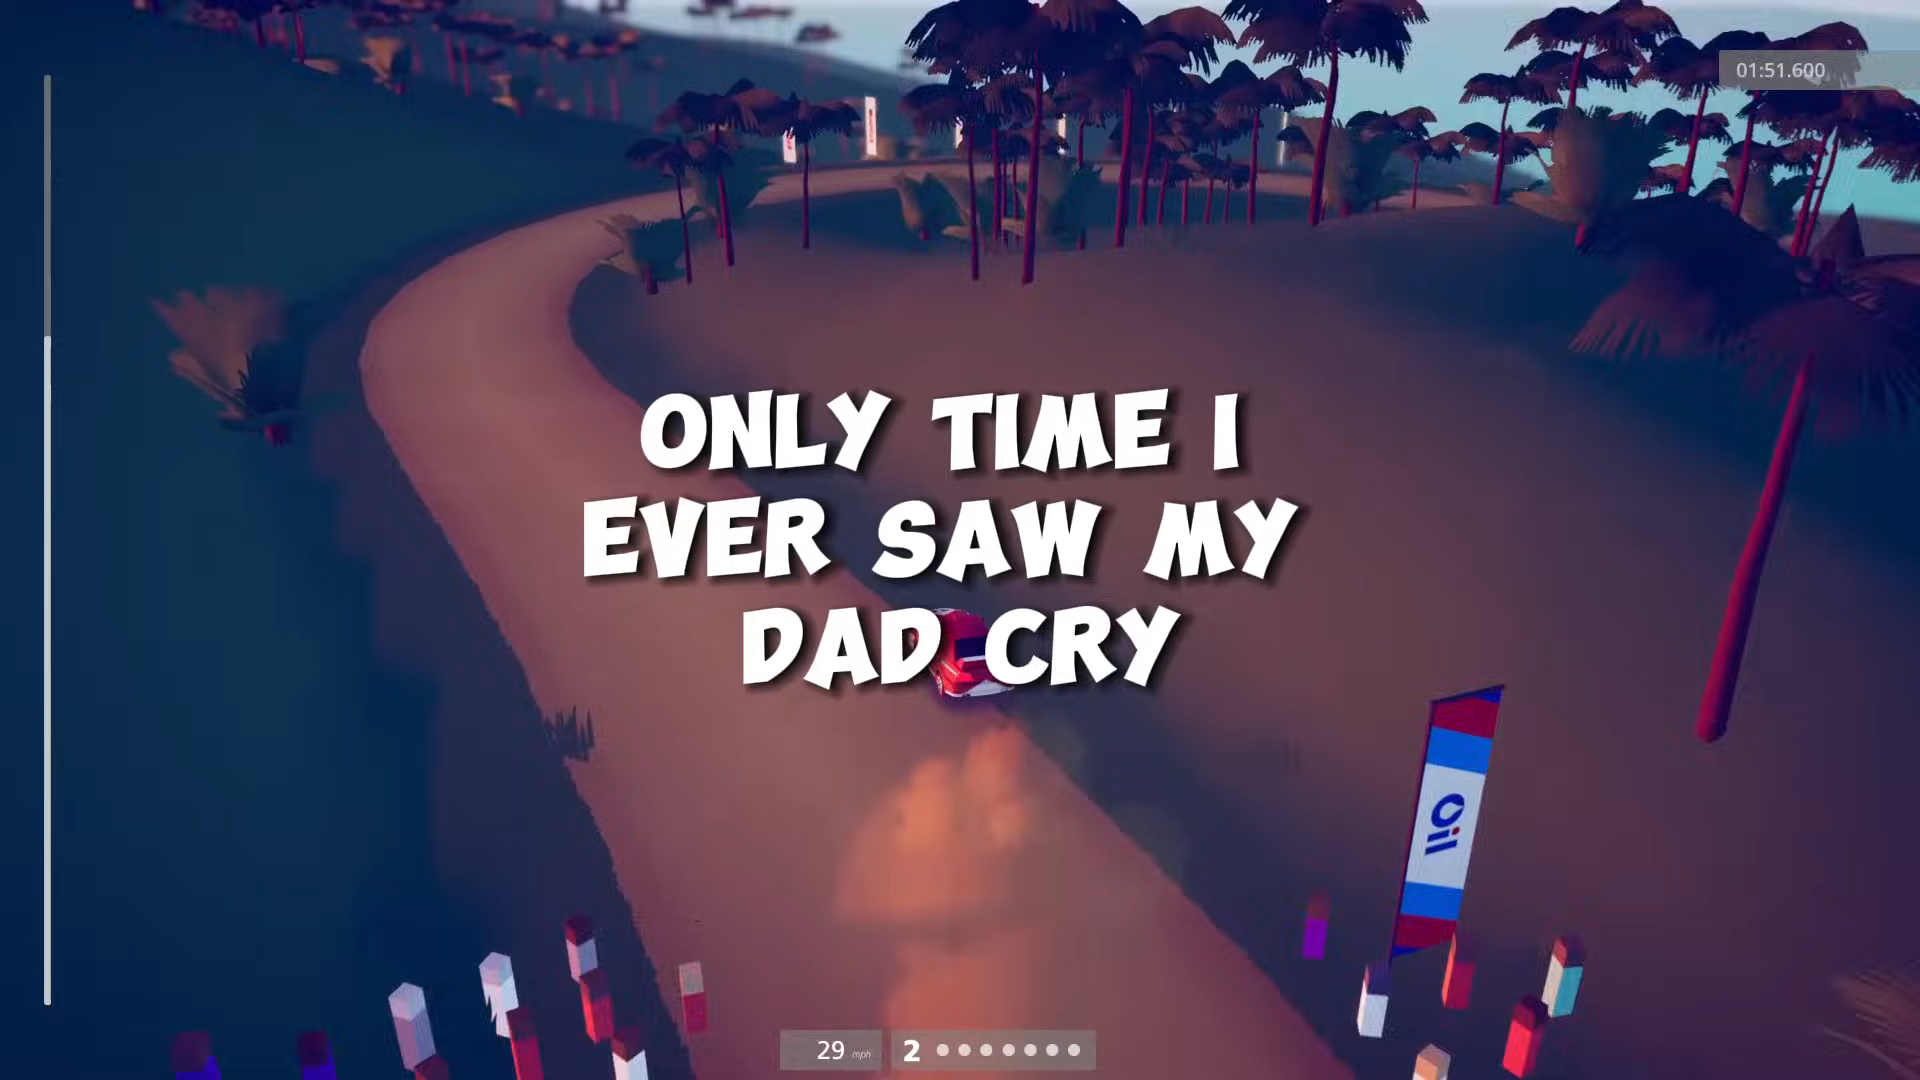 01:51.600
ONLY TIME I
EVER SAW MY
DAD CRY
Oil
29 mph
2